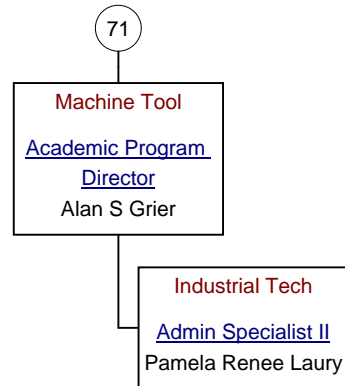 71
Machine Tool
Academic Program
Director
Alan S Grier
Industrial Tech
Admin Specialist II
Pamela Renee Laury